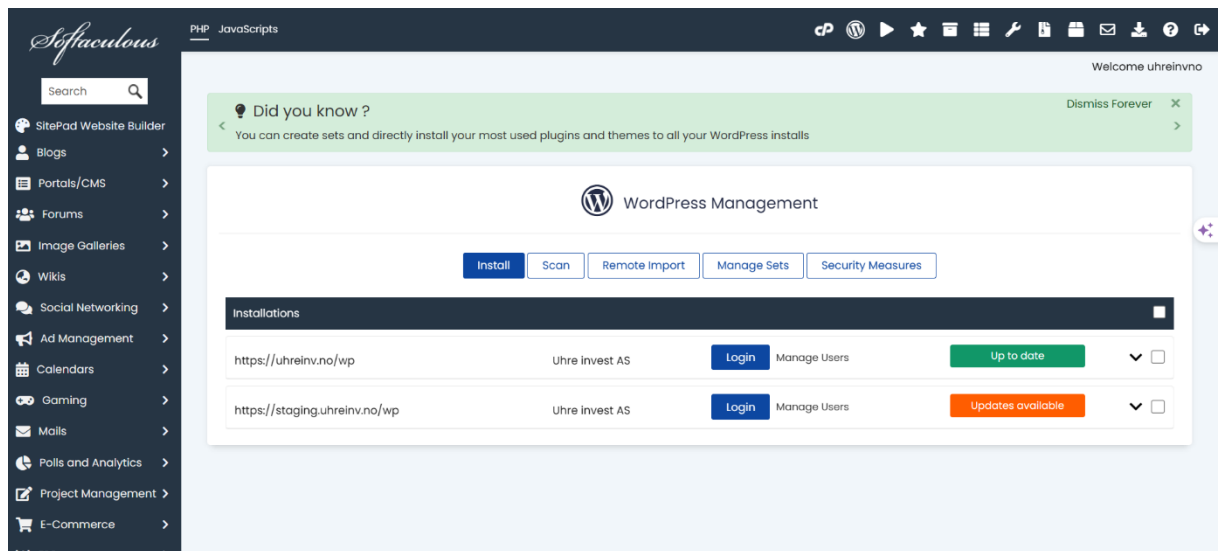 Softaculous
PHP JavaScripts
Welcome uhreinvno
Search
SitePad Website Builder
Blogs
Portals/CMS
Forums
Image Galleries
Wikis
Social Networking
Ad Management
Calendars
Gaming
Mails
Polls and Analytics
Project Management
E-Commerce
Did you know ?
Dismiss Forever
You can create sets and directly install your most used plugins and themes to all your WordPress installs
WordPress Management
Install Scan Remote Import Manage Sets Security Measures
Installations
https://uhreinv.no/wp Uhre invest AS Login Manage Users Up to date
https://staging.uhreinv.no/wp Uhre invest AS Login Manage Users Updates available